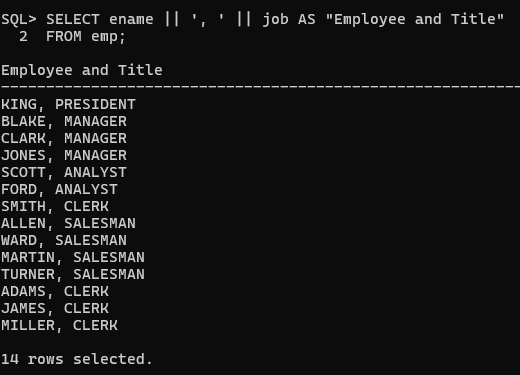 SQL> SELECT ename || ', ' || job AS "Employee and Title"
  2  FROM emp;

Employee and Title
----------------------------------------------------------
KING, PRESIDENT
BLAKE, MANAGER
CLARK, MANAGER
JONES, MANAGER
SCOTT, ANALYST
FORD, ANALYST
SMITH, CLERK
ALLEN, SALESMAN
WARD, SALESMAN
MARTIN, SALESMAN
TURNER, SALESMAN
ADAMS, CLERK
JAMES, CLERK
MILLER, CLERK

14 rows selected.